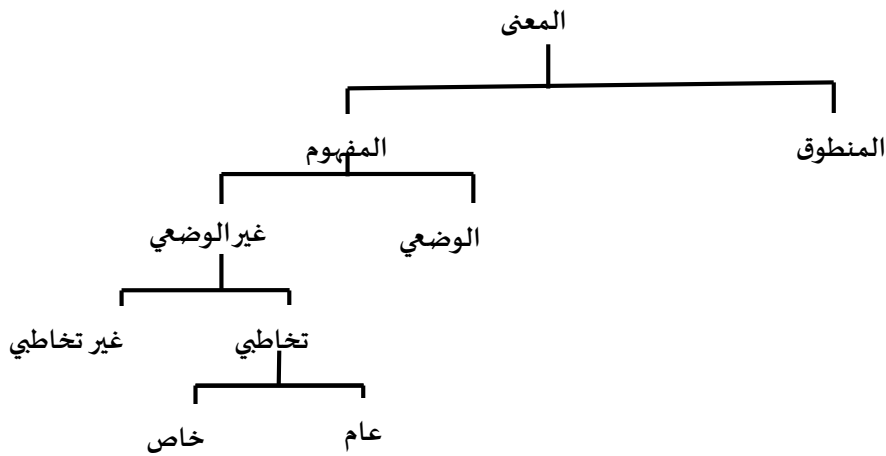 المعنى
المنطوق
المفهوم
الوضعي
غير الوضعي
تخاطبي
غير تخاطبي
عام
خاص